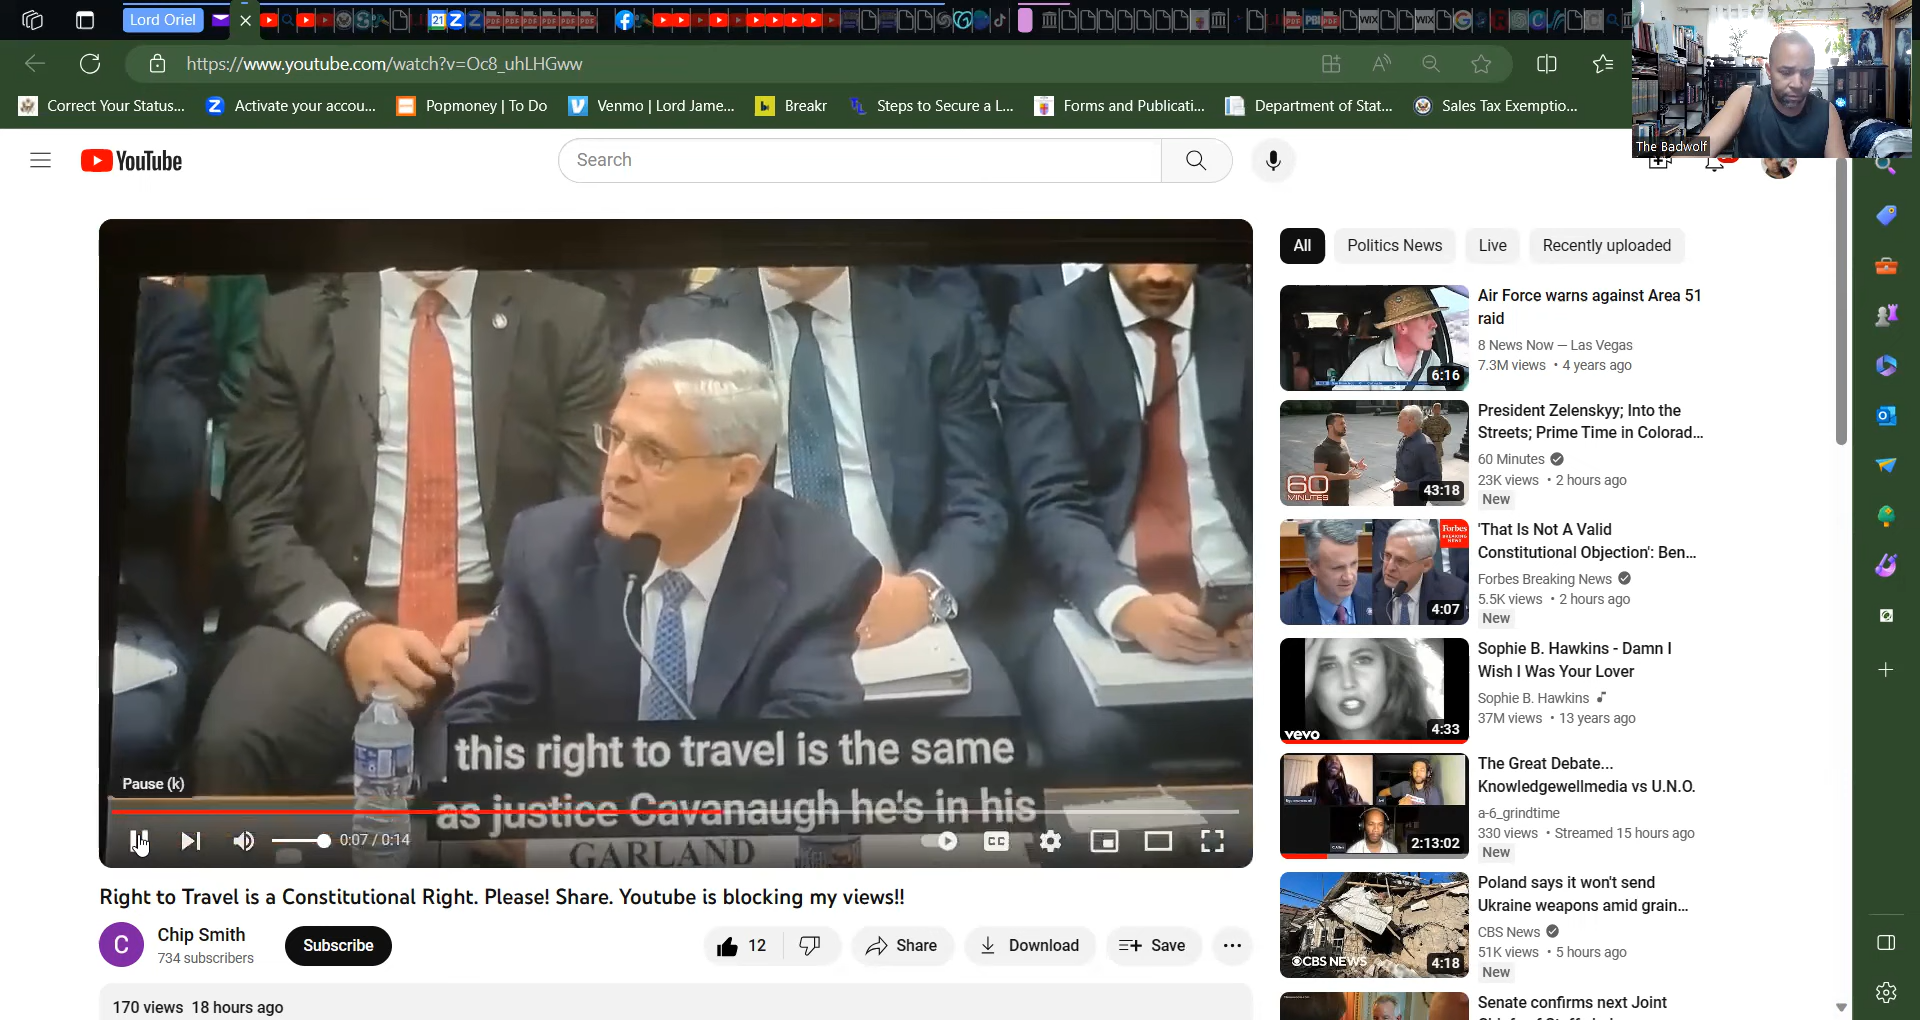 Lord Oriel
21
https://www.youtube.com/watch?v=Oc8_uhLHGww
Correct Your Status...
Activate your accou...
Popmoney | To Do
Venmo | Lord Jame...
Breakr
Steps to Secure a L...
Forms and Publicati...
Department of Stat...
Sales Tax Exemptio...
The Badwolf
YouTube
Search
this right to travel is the same
as justice Cavanaugh he's in his
GARLAND
Pause (k)
0:07 / 0:14
CC
Right to Travel is a Constitutional Right. Please! Share. Youtube is blocking my views!!
C
Chip Smith
734 subscribers
Subscribe
12
Share
Download
Save
170 views 18 hours ago
All
Politics News
Live
Recently uploaded
6:16
Air Force warns against Area 51
raid
8 News Now — Las Vegas
7.3M views • 4 years ago
60
MINUTES
43:18
President Zelenskyy; Into the
Streets; Prime Time in Colorad...
60 Minutes
23K views • 2 hours ago
New
Forbes
BREAKING
NEWS
4:07
'That Is Not A Valid
Constitutional Objection': Ben...
Forbes Breaking News
5.5K views • 2 hours ago
New
vevo
4:33
Sophie B. Hawkins - Damn I
Wish I Was Your Lover
Sophie B. Hawkins
37M views • 13 years ago
2:13:02
The Great Debate...
Knowledgewellmedia vs U.N.O.
a-6_grindtime
330 views • Streamed 15 hours ago
New
CBS NEWS
4:18
Poland says it won't send
Ukraine weapons amid grain...
CBS News
51K views • 5 hours ago
New
Senate confirms next Joint